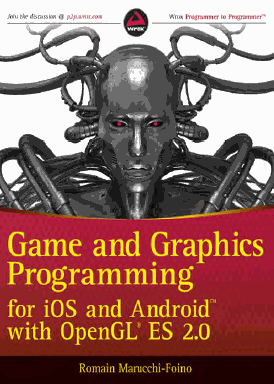 Join the discussion @ p2p.wrox.com
Wrox Programmer to Programmer™
wrox
Game and Graphics
Programming
for iOS and Android™
with OpenGL® ES 2.0
Romain Marucchi-Foino